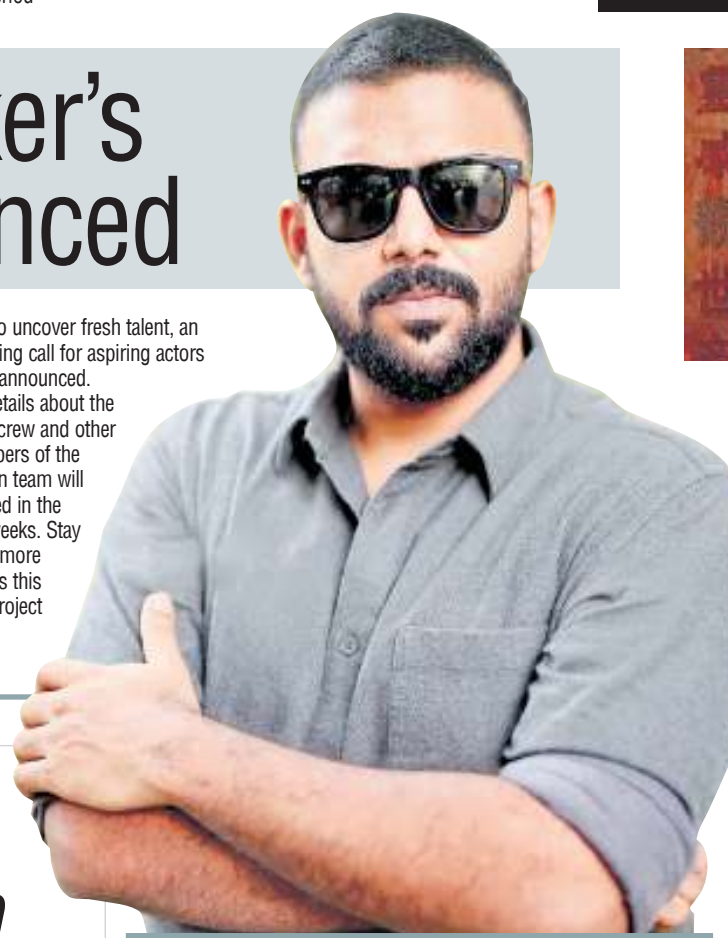 er's
nced
o uncover fresh talent, an
ing call for aspiring actors
announced.
etails about the
crew and other
bers of the
n team will
ed in the
eeks. Stay
more
s this
roject